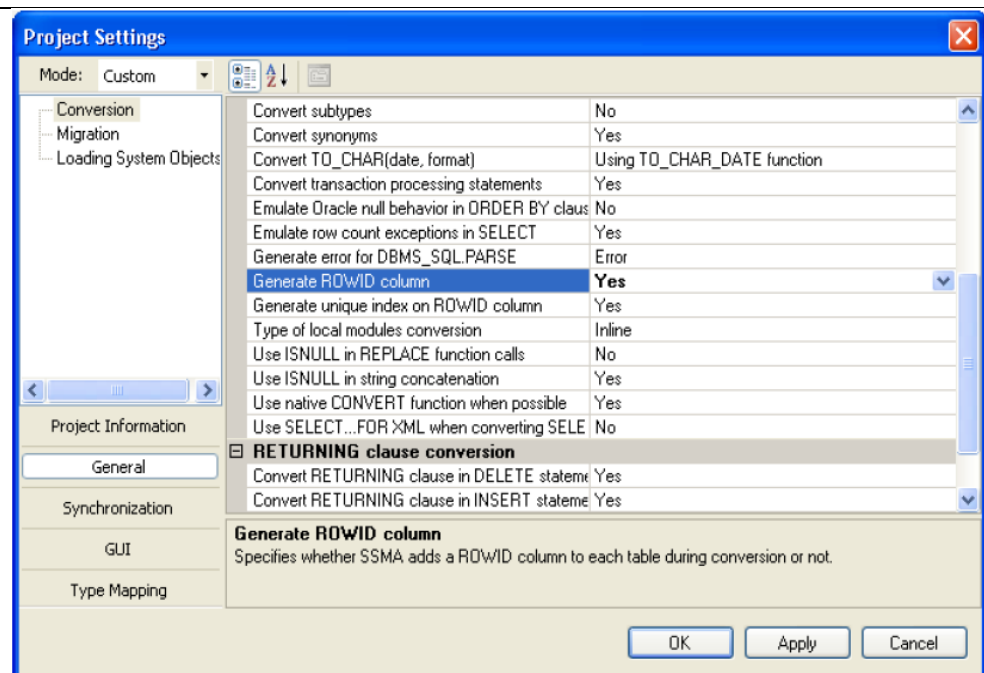 Project Settings
Mode: Custom
Conversion
Migration
Loading System Objects
Convert subtypes No
Convert synonyms Yes
Convert TO_CHAR(date, format) Using TO_CHAR_DATE function
Convert transaction processing statements Yes
Emulate Oracle null behavior in ORDER BY claus No
Emulate row count exceptions in SELECT Yes
Generate error for DBMS_SQL.PARSE Error
Generate ROWID column Yes
Generate unique index on ROWID column Yes
Type of local modules conversion Inline
Use ISNULL in REPLACE function calls No
Use ISNULL in string concatenation Yes
Use native CONVERT function when possible Yes
Use SELECT...FOR XML when converting SELE No
RETURNING clause conversion
Convert RETURNING clause in DELETE stateme Yes
Convert RETURNING clause in INSERT stateme Yes
Project Information
General
Synchronization
GUI
Type Mapping
Generate ROWID column
Specifies whether SSMA adds a ROWID column to each table during conversion or not.
OK Apply Cancel